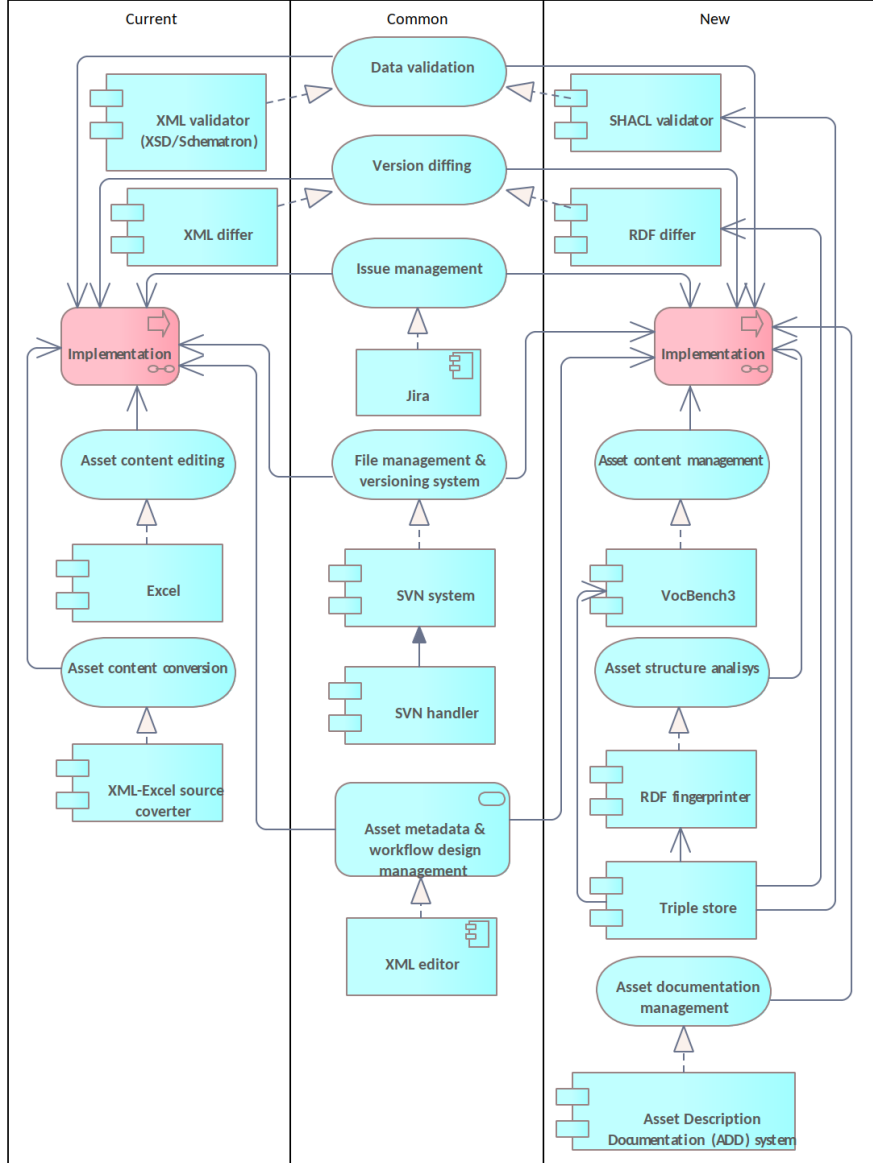 Current
Common
New
Data validation
XML validator
(XSD/Schematron)
SHACL validator
Version diffing
XML differ
RDF differ
Issue management
Implementation
Implementation
Jira
Asset content editing
File management &
versioning system
Asset content management
Excel
SVN system
VocBench3
Asset content conversion
Asset structure analisys
SVN handler
XML-Excel source
coverter
RDF fingerprinter
Asset metadata &
workflow design
management
Triple store
XML editor
Asset documentation
management
Asset Description
Documentation (ADD) system